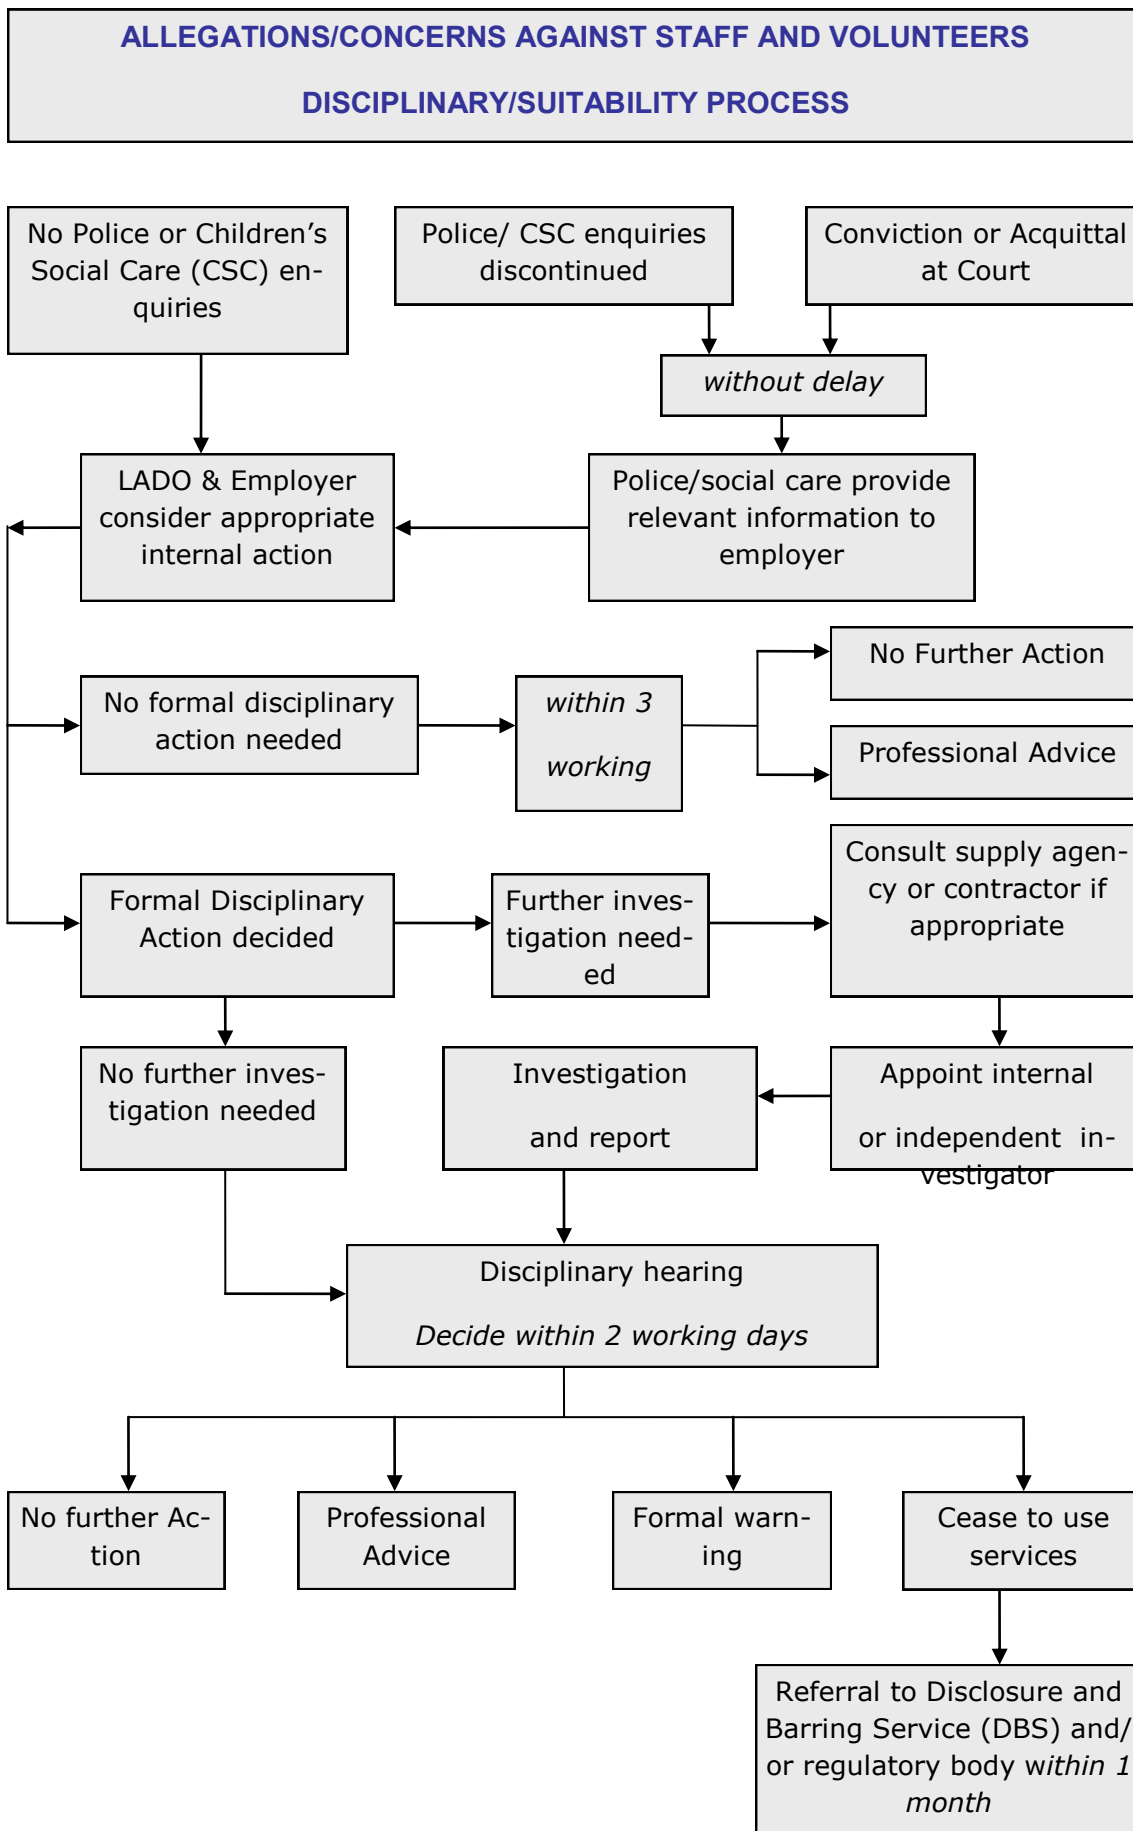 ALLEGATIONS/CONCERNS AGAINST STAFF AND VOLUNTEERS
DISCIPLINARY/SUITABILITY PROCESS
No Police or Children’s
Social Care (CSC) en-
quiries
Police/ CSC enquiries
discontinued
Conviction or Acquittal
at Court
without delay
LADO & Employer
consider appropriate
internal action
Police/social care provide
relevant information to
employer
No formal disciplinary
action needed
within 3
working
No Further Action
Professional Advice
Formal Disciplinary
Action decided
Further inves-
tigation need-
ed
Consult supply agen-
cy or contractor if
appropriate
No further inves-
tigation needed
Investigation
and report
Appoint internal
or independent in-
vestigator
Disciplinary hearing
Decide within 2 working days
No further Ac-
tion
Professional
Advice
Formal warn-
ing
Cease to use
services
Referral to Disclosure and
Barring Service (DBS) and/
or regulatory body within 1
month